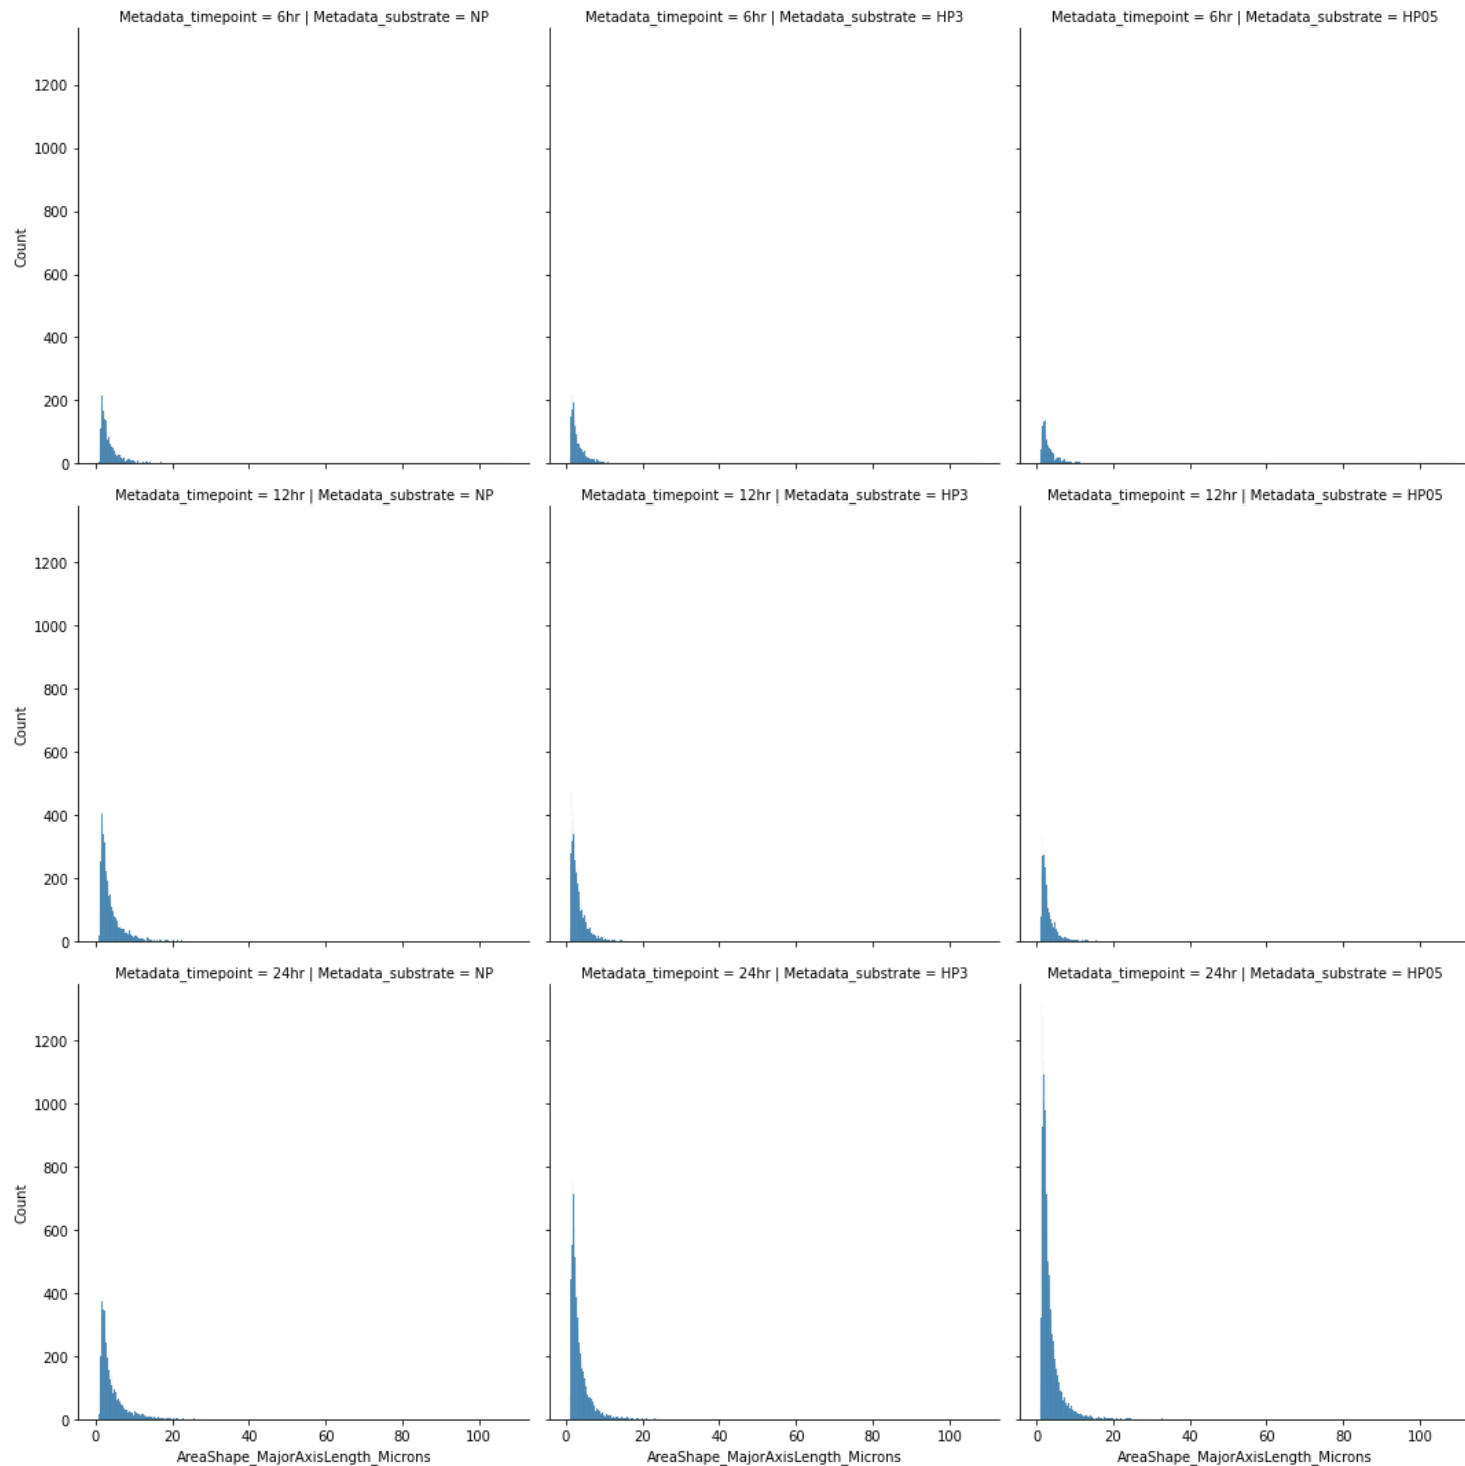 Metadata_timepoint = 6hr | Metadata_substrate = NP
Metadata_timepoint = 6hr | Metadata_substrate = HP3
Metadata_timepoint = 6hr | Metadata_substrate = HP05
1200
1000
800
600
400
200
0
Count
Metadata_timepoint = 12hr | Metadata_substrate = NP
Metadata_timepoint = 12hr | Metadata_substrate = HP3
Metadata_timepoint = 12hr | Metadata_substrate = HP05
1200
1000
800
600
400
200
0
Count
Metadata_timepoint = 24hr | Metadata_substrate = NP
Metadata_timepoint = 24hr | Metadata_substrate = HP3
Metadata_timepoint = 24hr | Metadata_substrate = HP05
1200
1000
800
600
400
200
0
Count
0 20 40 60 80 100
0 20 40 60 80 100
0 20 40 60 80 100
AreaShape_MajorAxisLength_Microns
AreaShape_MajorAxisLength_Microns
AreaShape_MajorAxisLength_Microns